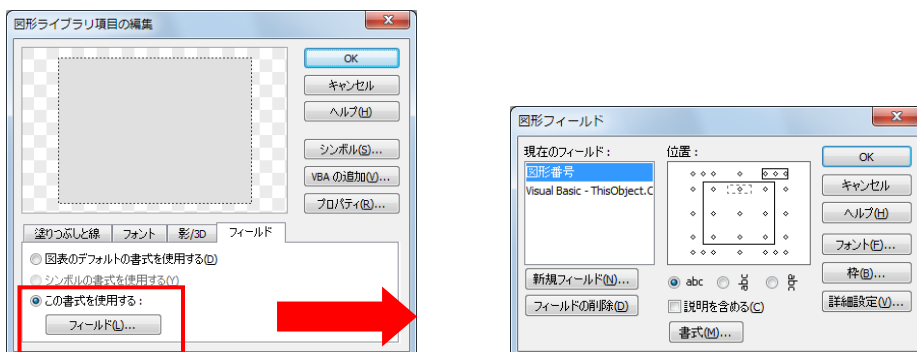 図形ライブラリ項目の編集
OK
キャンセル
ヘルプ(H)
シンボル(S)...
VBA の追加(V)...
プロパティ(R)...
塗りつぶしと線 フォント 影/3D フィールド
図表のデフォルトの書式を使用する(D)
シンボルの書式を使用する(Y)
この書式を使用する:
フィールド(L)...
図形フィールド
現在のフィールド: 位置:
図形番号
Visual Basic - ThisObject.C
OK
キャンセル
ヘルプ(H)
フォント(F)...
枠(B)...
詳細設定(V)...
新規フィールド(N)...
abc
フィールドの削除(D)
説明を含める(C)
書式(M)...